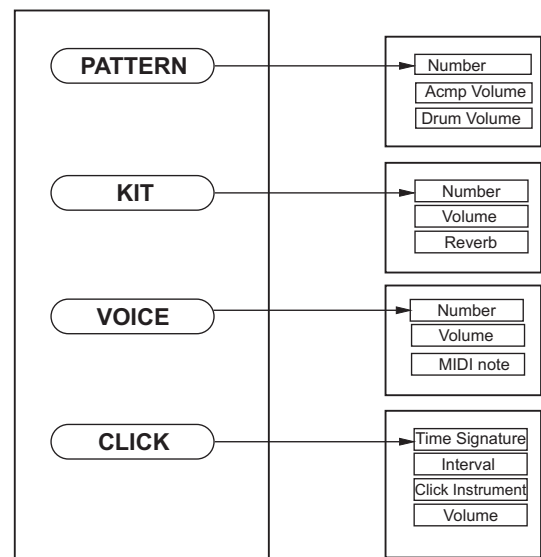 PATTERN
Number
Acmp Volume
Drum Volume
KIT
Number
Volume
Reverb
VOICE
Number
Volume
MIDI note
CLICK
Time Signature
Interval
Click Instrument
Volume